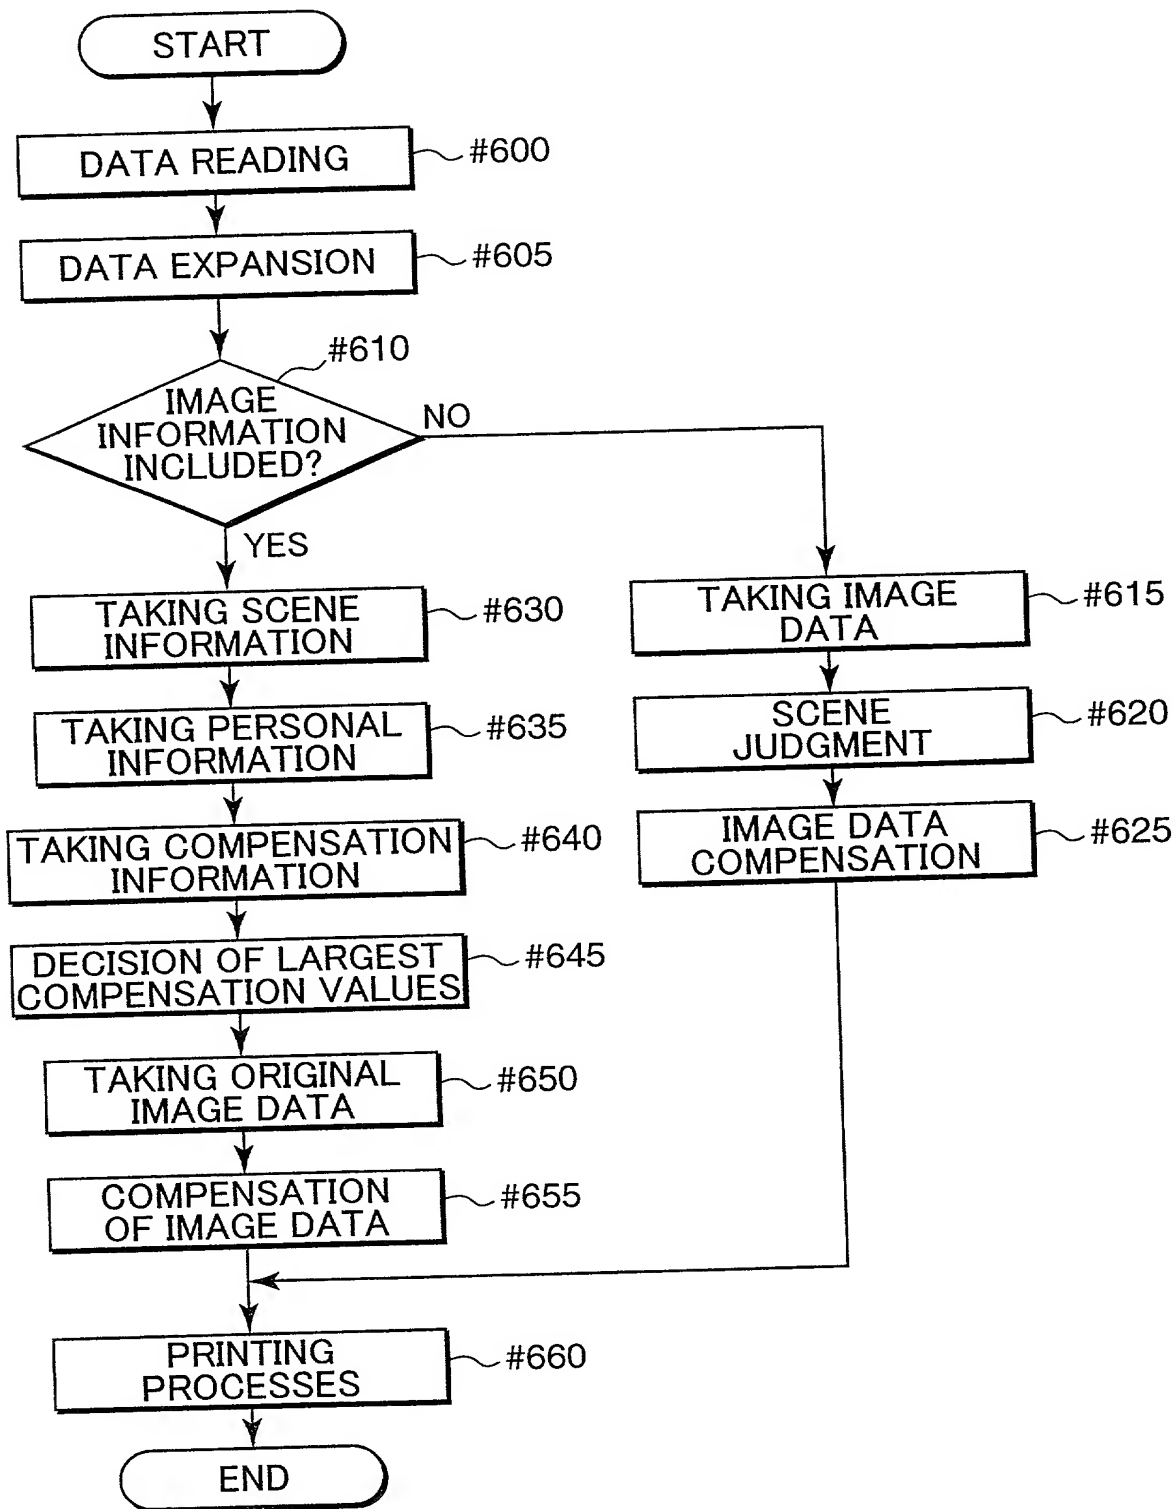 START
DATA READING
#600
DATA EXPANSION
#605
#610
IMAGE
INFORMATION
INCLUDED?
NO
YES
TAKING SCENE
INFORMATION
#630
TAKING PERSONAL
INFORMATION
#635
TAKING COMPENSATION
INFORMATION
#640
DECISION OF LARGEST
COMPENSATION VALUES
#645
TAKING ORIGINAL
IMAGE DATA
#650
COMPENSATION
OF IMAGE DATA
#655
TAKING IMAGE
DATA
#615
SCENE
JUDGMENT
#620
IMAGE DATA
COMPENSATION
#625
PRINTING
PROCESSES
#660
END